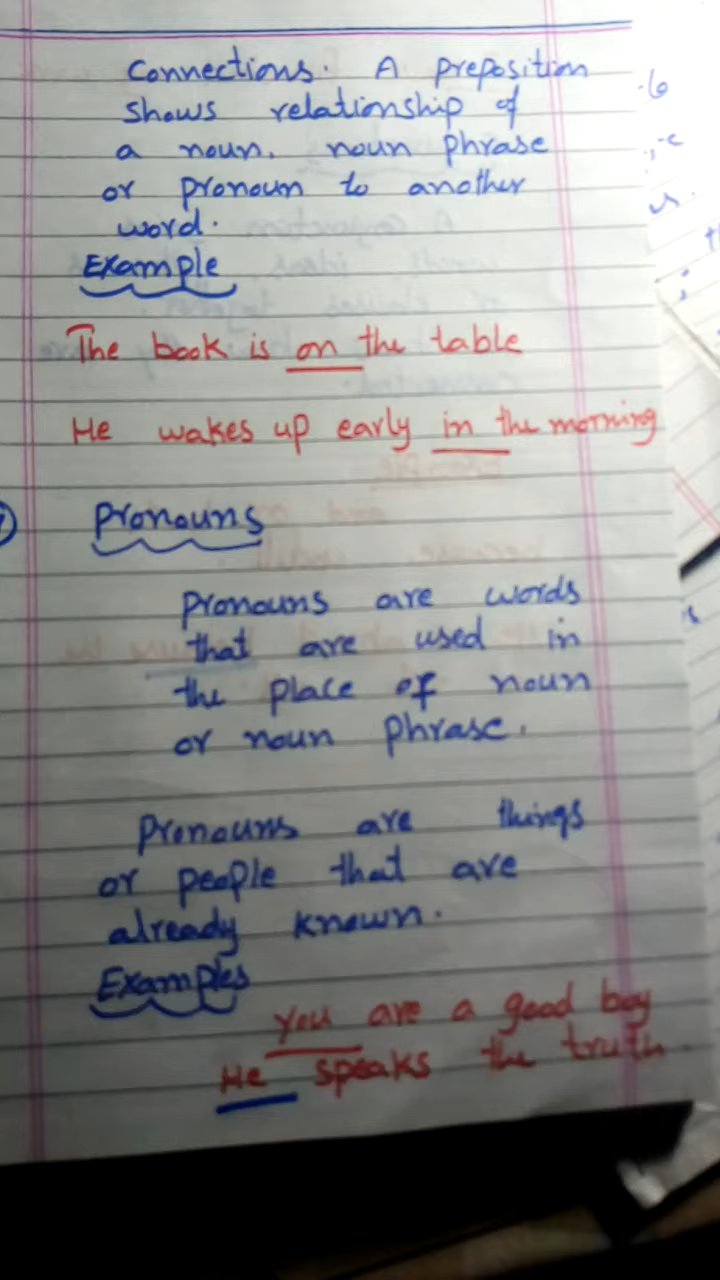 Connections. A preposition
shows relationship of
a noun, noun phrase
or pronoun to another
word.
Example
The book is on the table
He wakes up early in the morning
Pronouns
Pronouns are words
that are used in
the place of noun
or noun phrase.
Pronouns are things
or people that are
already known.
Examples
You are a good boy
He speaks the truth.